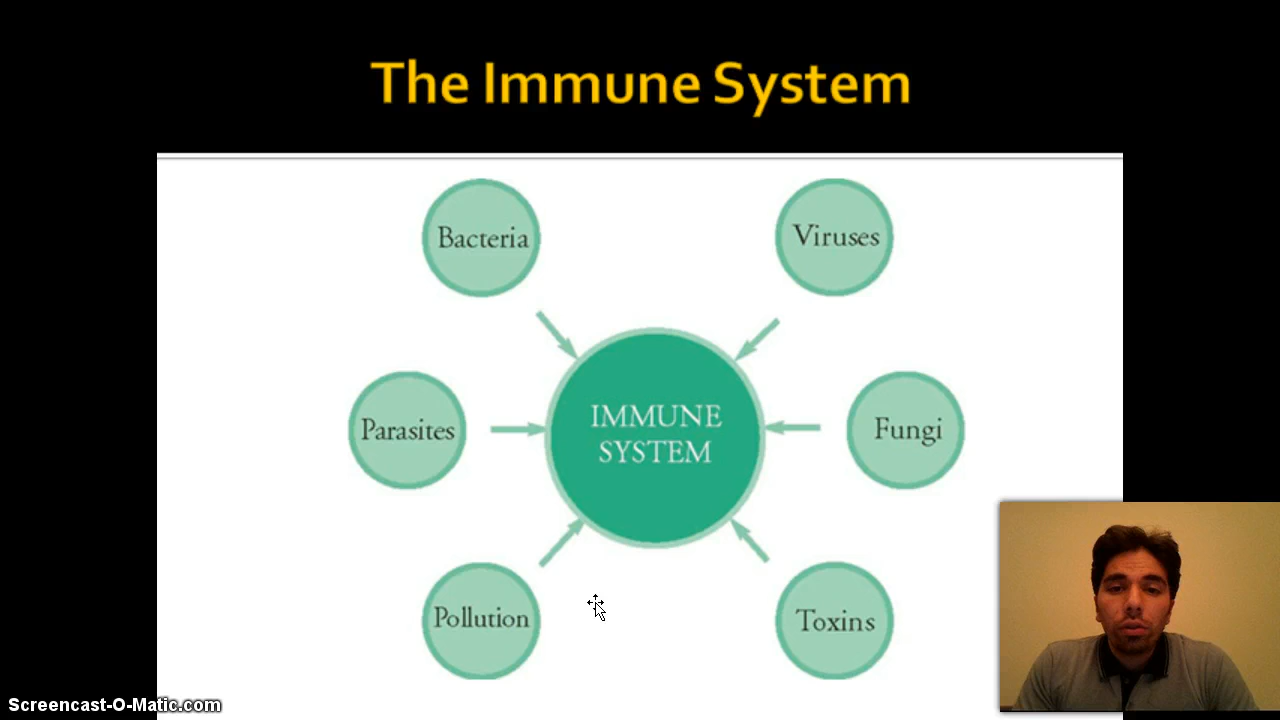 The Immune System
Bacteria
Viruses
Parasites
IMMUNE
SYSTEM
Fungi
Pollution
Toxins
Screencast-O-Matic.com